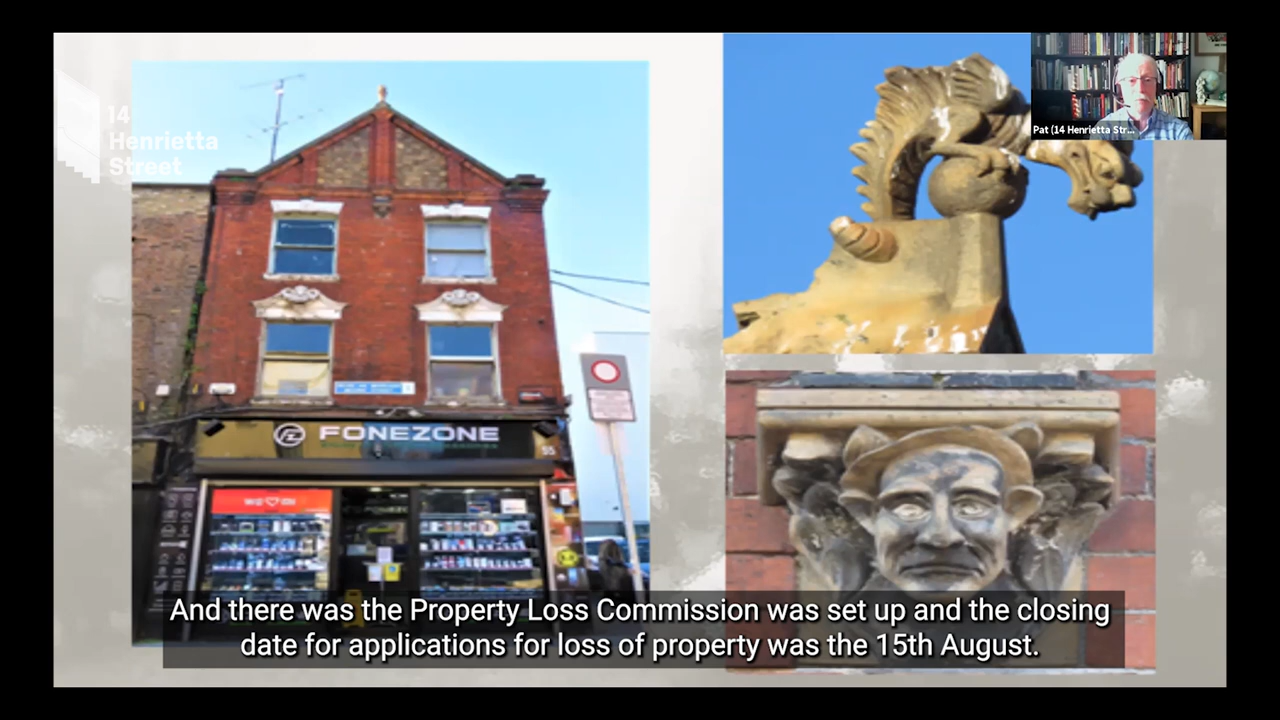 14
Henrietta
Street
Pat (14 Henrietta Str...
FONEZONE
55
And there was the Property Loss Commission was set up and the closing
date for applications for loss of property was the 15th August.